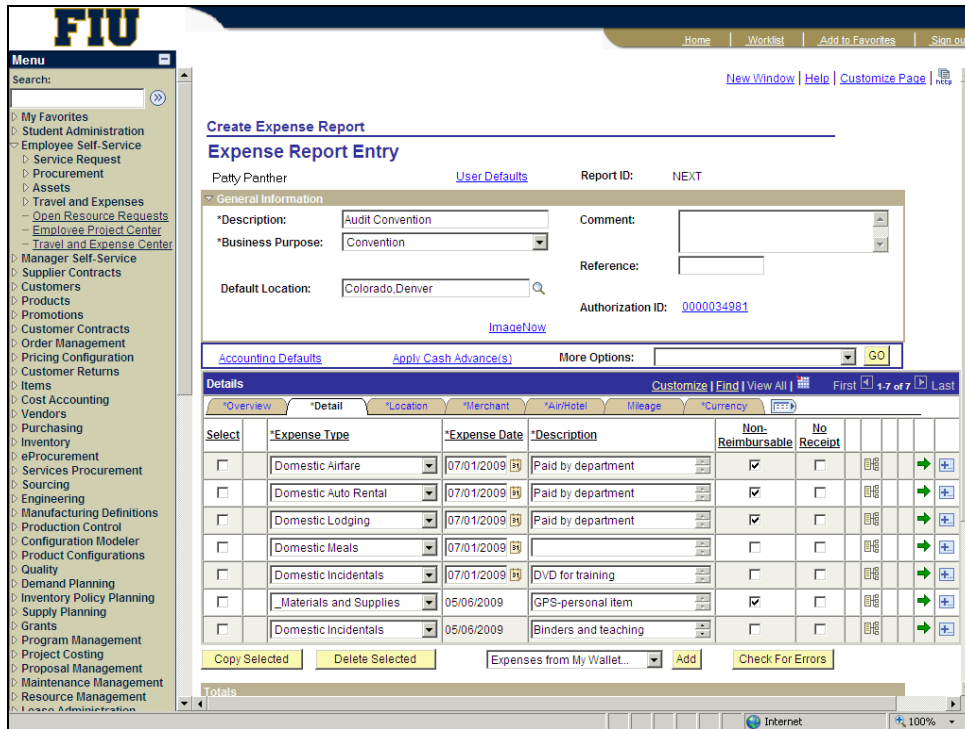 FIU
Home | Worklist | Add to Favorites | Sign ou
Menu
Search:
My Favorites
Student Administration
Employee Self-Service
Service Request
Procurement
Assets
Travel and Expenses
Open Resource Requests
Employee Project Center
Travel and Expense Center
Manager Self-Service
Supplier Contracts
Customers
Products
Promotions
Customer Contracts
Order Management
Pricing Configuration
Customer Returns
Items
Cost Accounting
Vendors
Purchasing
Inventory
eProcurement
Services Procurement
Sourcing
Engineering
Manufacturing Definitions
Production Control
Configuration Modeler
Product Configurations
Quality
Demand Planning
Inventory Policy Planning
Supply Planning
Grants
Program Management
Project Costing
Proposal Management
Maintenance Management
Resource Management
Lease Administration
New Window | Help | Customize Page | http
Create Expense Report
Expense Report Entry
Patty Panther User Defaults Report ID: NEXT
General Information
*Description: Audit Convention Comment:
*Business Purpose: Convention
Reference:
Default Location: Colorado,Denver
Authorization ID: 0000034981
ImageNow
Accounting Defaults Apply Cash Advance(s) More Options: GO
Details Customize | Find | View All | First 1-7 of 7 Last
*Overview *Detail *Location *Merchant *Air/Hotel Mileage *Currency
Select *Expense Type *Expense Date *Description Non-Reimbursable No Receipt
Domestic Airfare 07/01/2009 Paid by department
Domestic Auto Rental 07/01/2009 Paid by department
Domestic Lodging 07/01/2009 Paid by department
Domestic Meals 07/01/2009
Domestic Incidentals 07/01/2009 DVD for training
_Materials and Supplies 05/06/2009 GPS-personal item
Domestic Incidentals 05/06/2009 Binders and teaching
Copy Selected Delete Selected Expenses from My Wallet... Add Check For Errors
Totals
Internet 100%